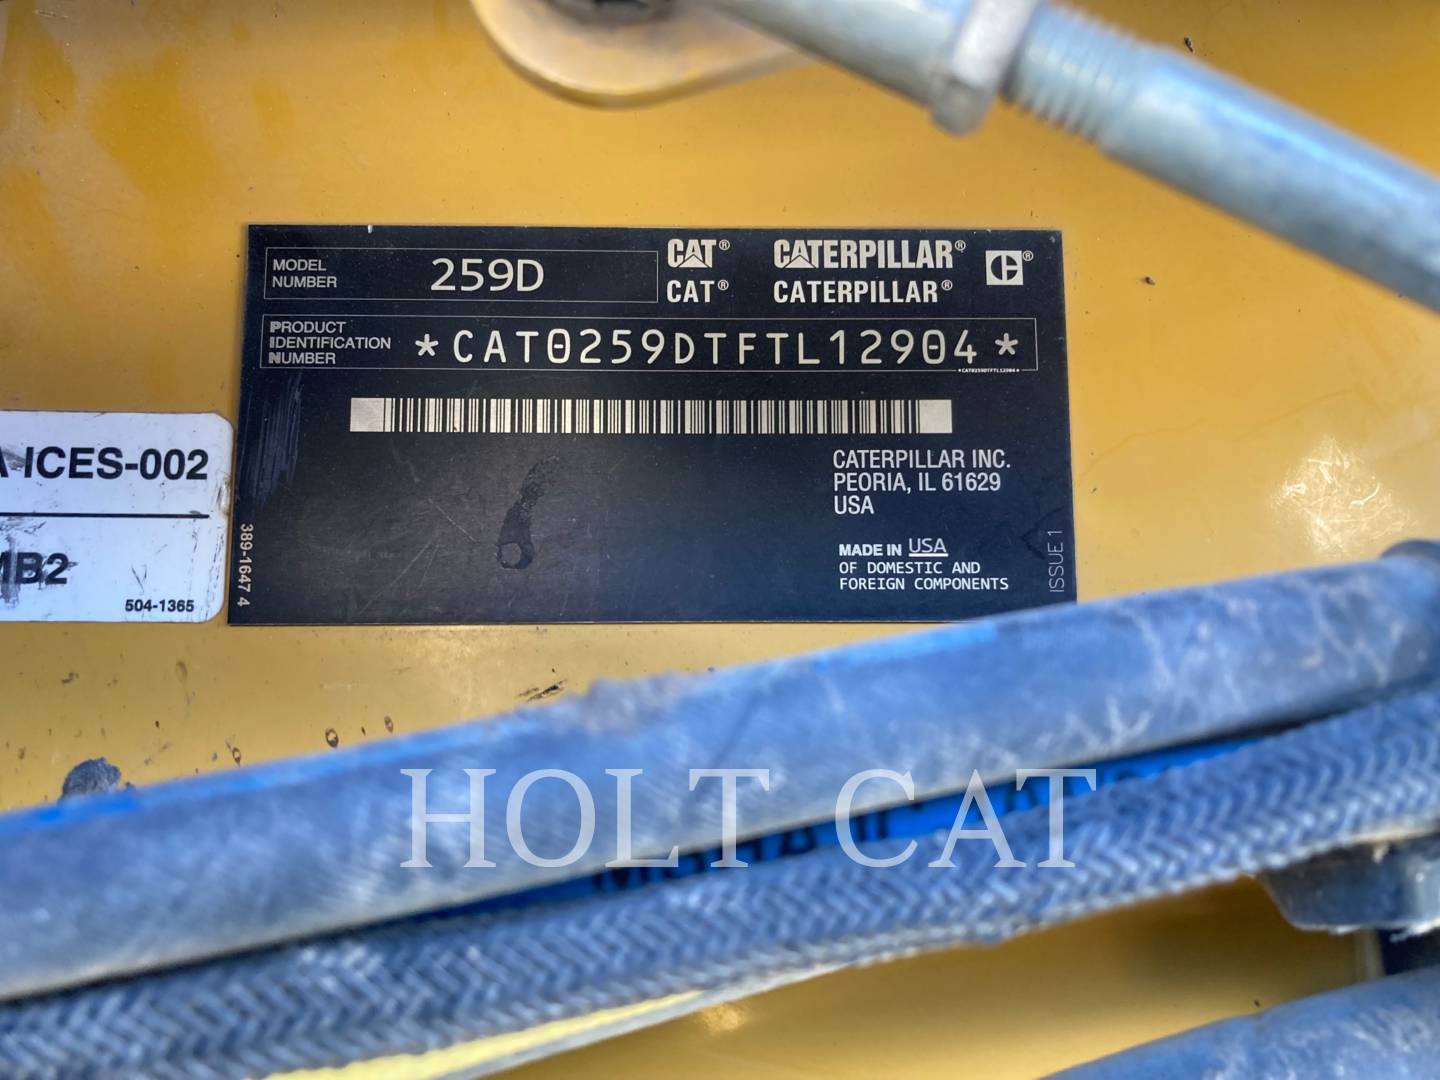 MODEL NUMBER 259D
CAT® CATERPILLAR® C®
CAT® CATERPILLAR®
PRODUCT
IDENTIFICATION
NUMBER
*CAT0259DTFTL12904*
*CAT0259DTFTL12904*
CATERPILLAR INC.
PEORIA, IL 61629
USA
MADE IN USA
OF DOMESTIC AND
FOREIGN COMPONENTS
389-1647 4
ISSUE 1
A ICES-002
MB2
504-1365
HOLT CAT